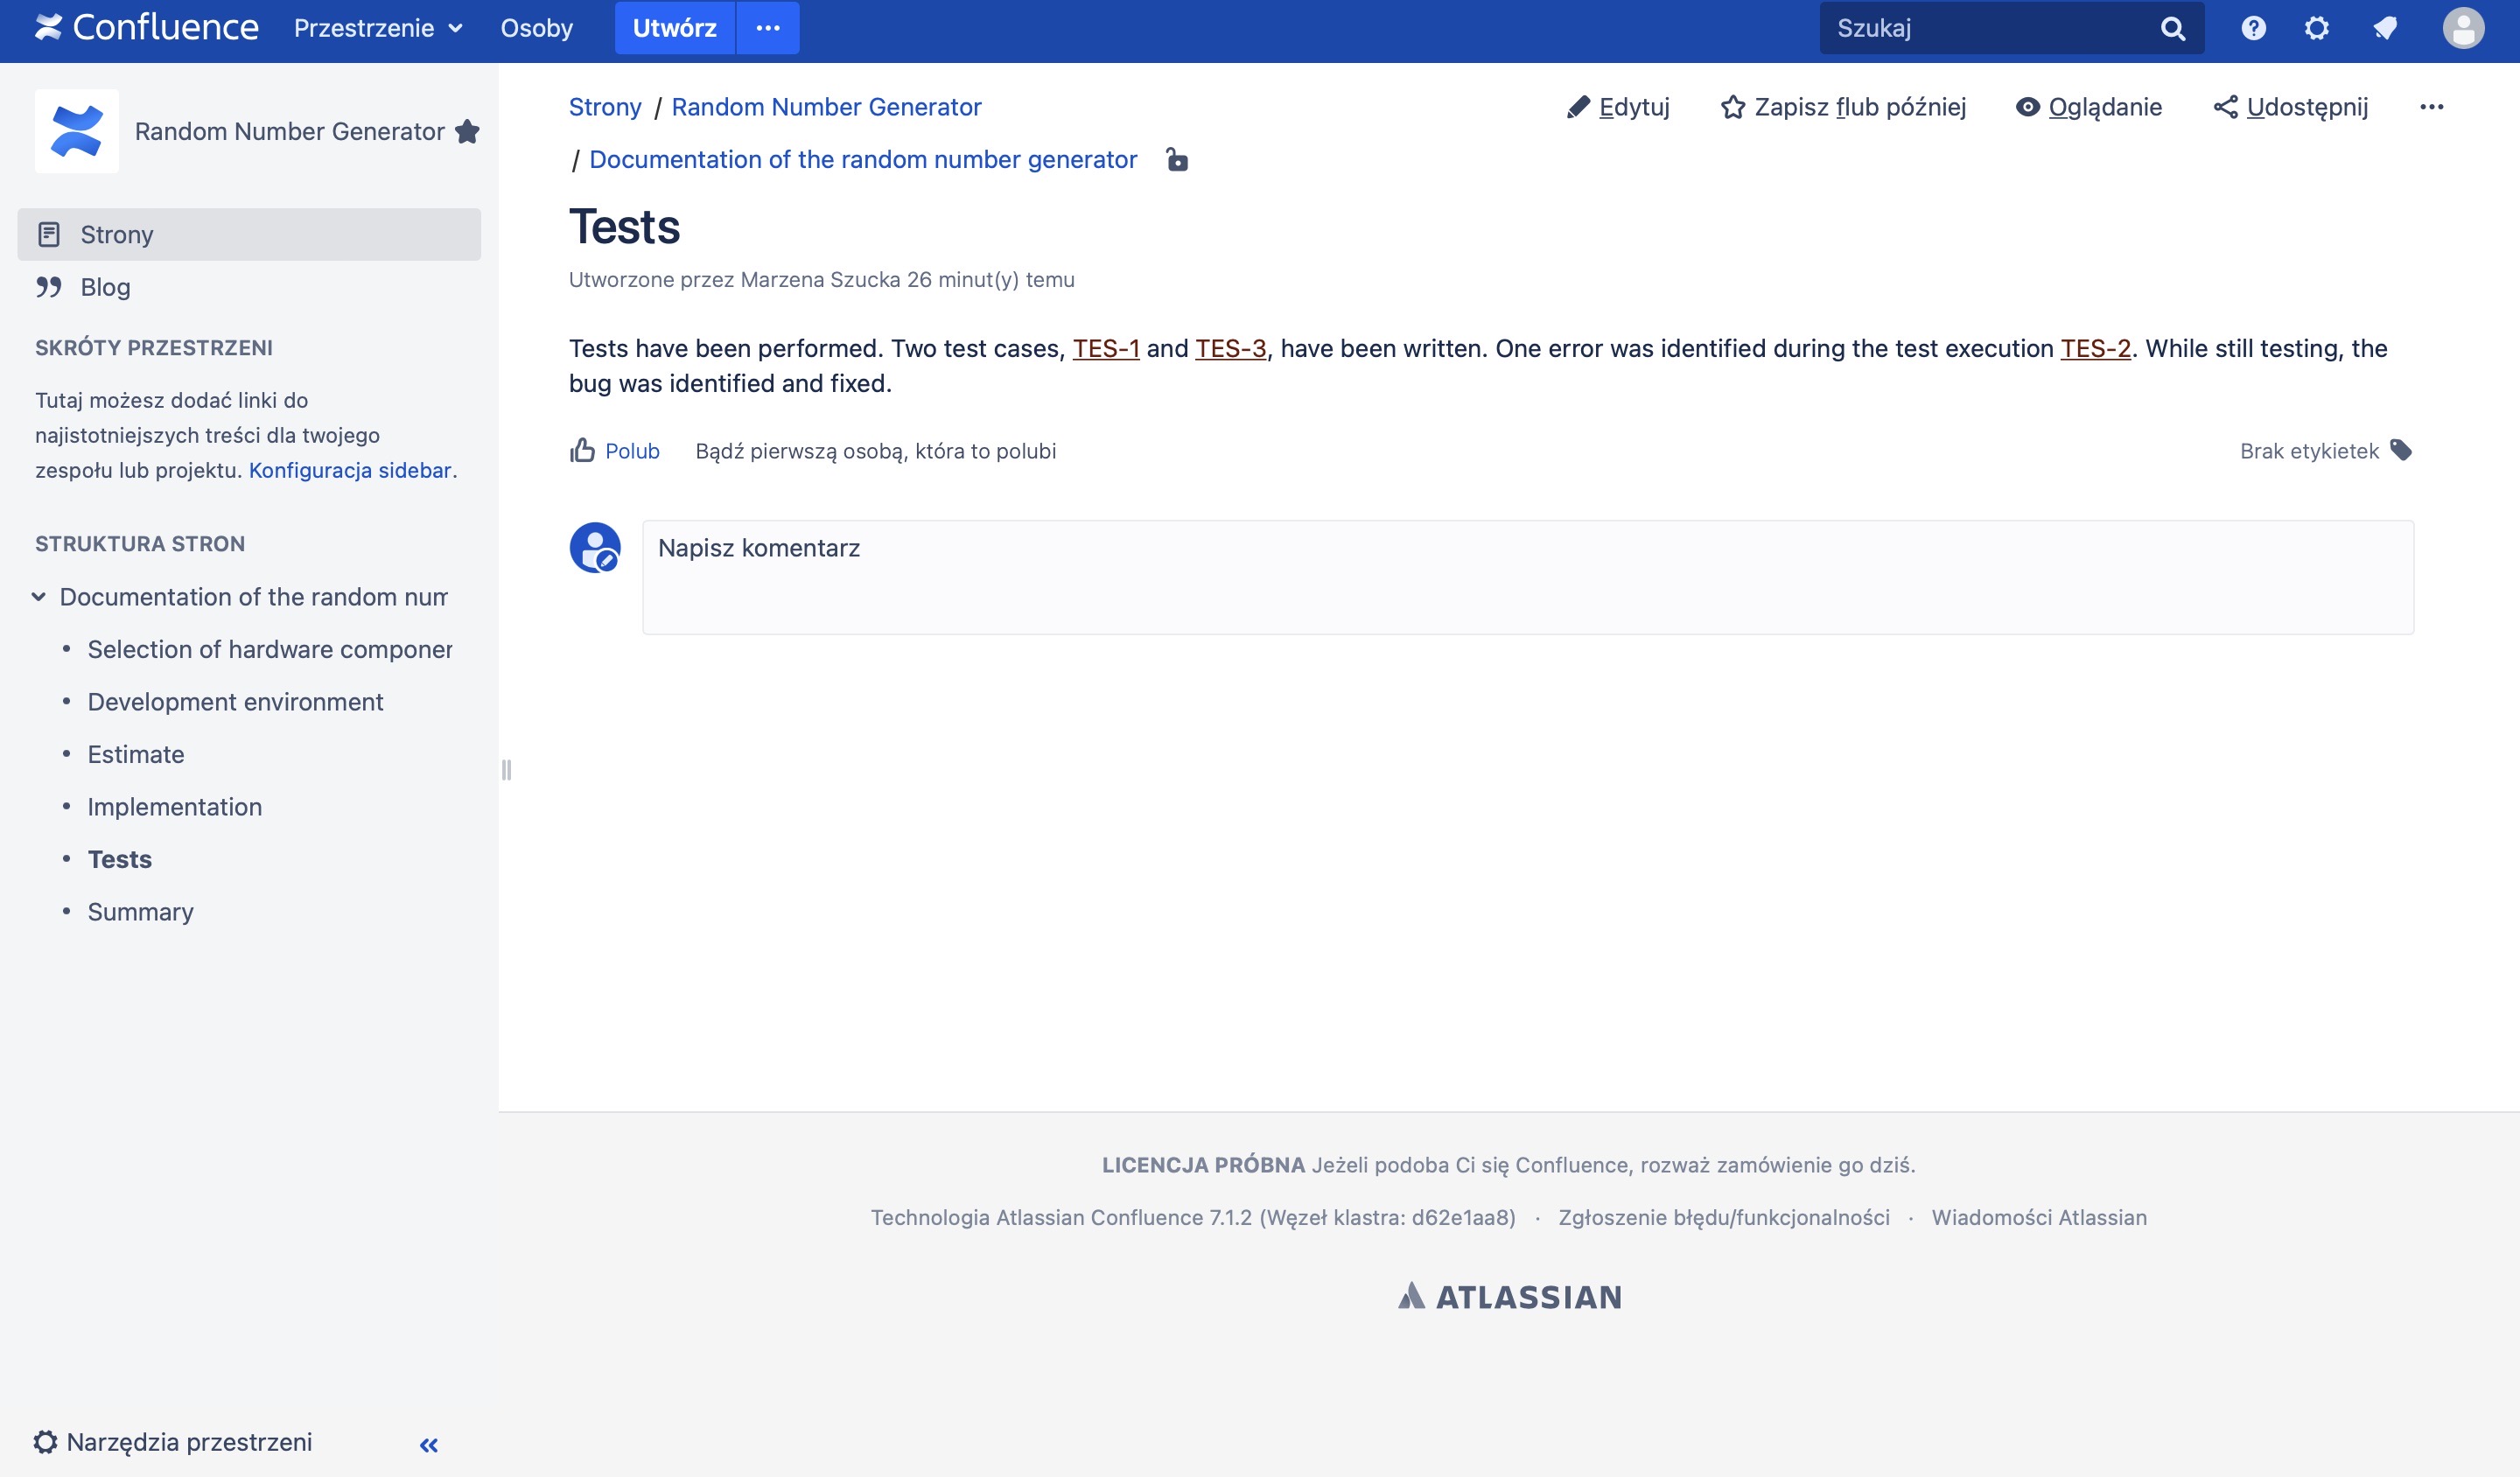 Confluence Przestrzenie Osoby Utwórz Szukaj
Random Number Generator
Strony
Blog
SKRÓTY PRZESTRZENI
Tutaj możesz dodać linki do
najistotniejszych treści dla twojego
zespołu lub projektu. Konfiguracja sidebar.
STRUKTURA STRON
Documentation of the random num
• Selection of hardware componer
• Development environment
• Estimate
• Implementation
• Tests
• Summary
Narzędzia przestrzeni
Strony / Random Number Generator
/ Documentation of the random number generator
Edytuj Zapisz flub później Oglądanie Udostępnij
Tests
Utworzone przez Marzena Szucka 26 minut(y) temu
Tests have been performed. Two test cases, TES-1 and TES-3, have been written. One error was identified during the test execution TES-2. While still testing, the
bug was identified and fixed.
Polub Bądź pierwszą osobą, która to polubi Brak etykietek
Napisz komentarz
LICENCJA PRÓBNA Jeżeli podoba Ci się Confluence, rozważ zamówienie go dziś.
Technologia Atlassian Confluence 7.1.2 (Węzeł klastra: d62e1aa8) · Zgłoszenie błędu/funkcjonalności · Wiadomości Atlassian
ATLASSIAN